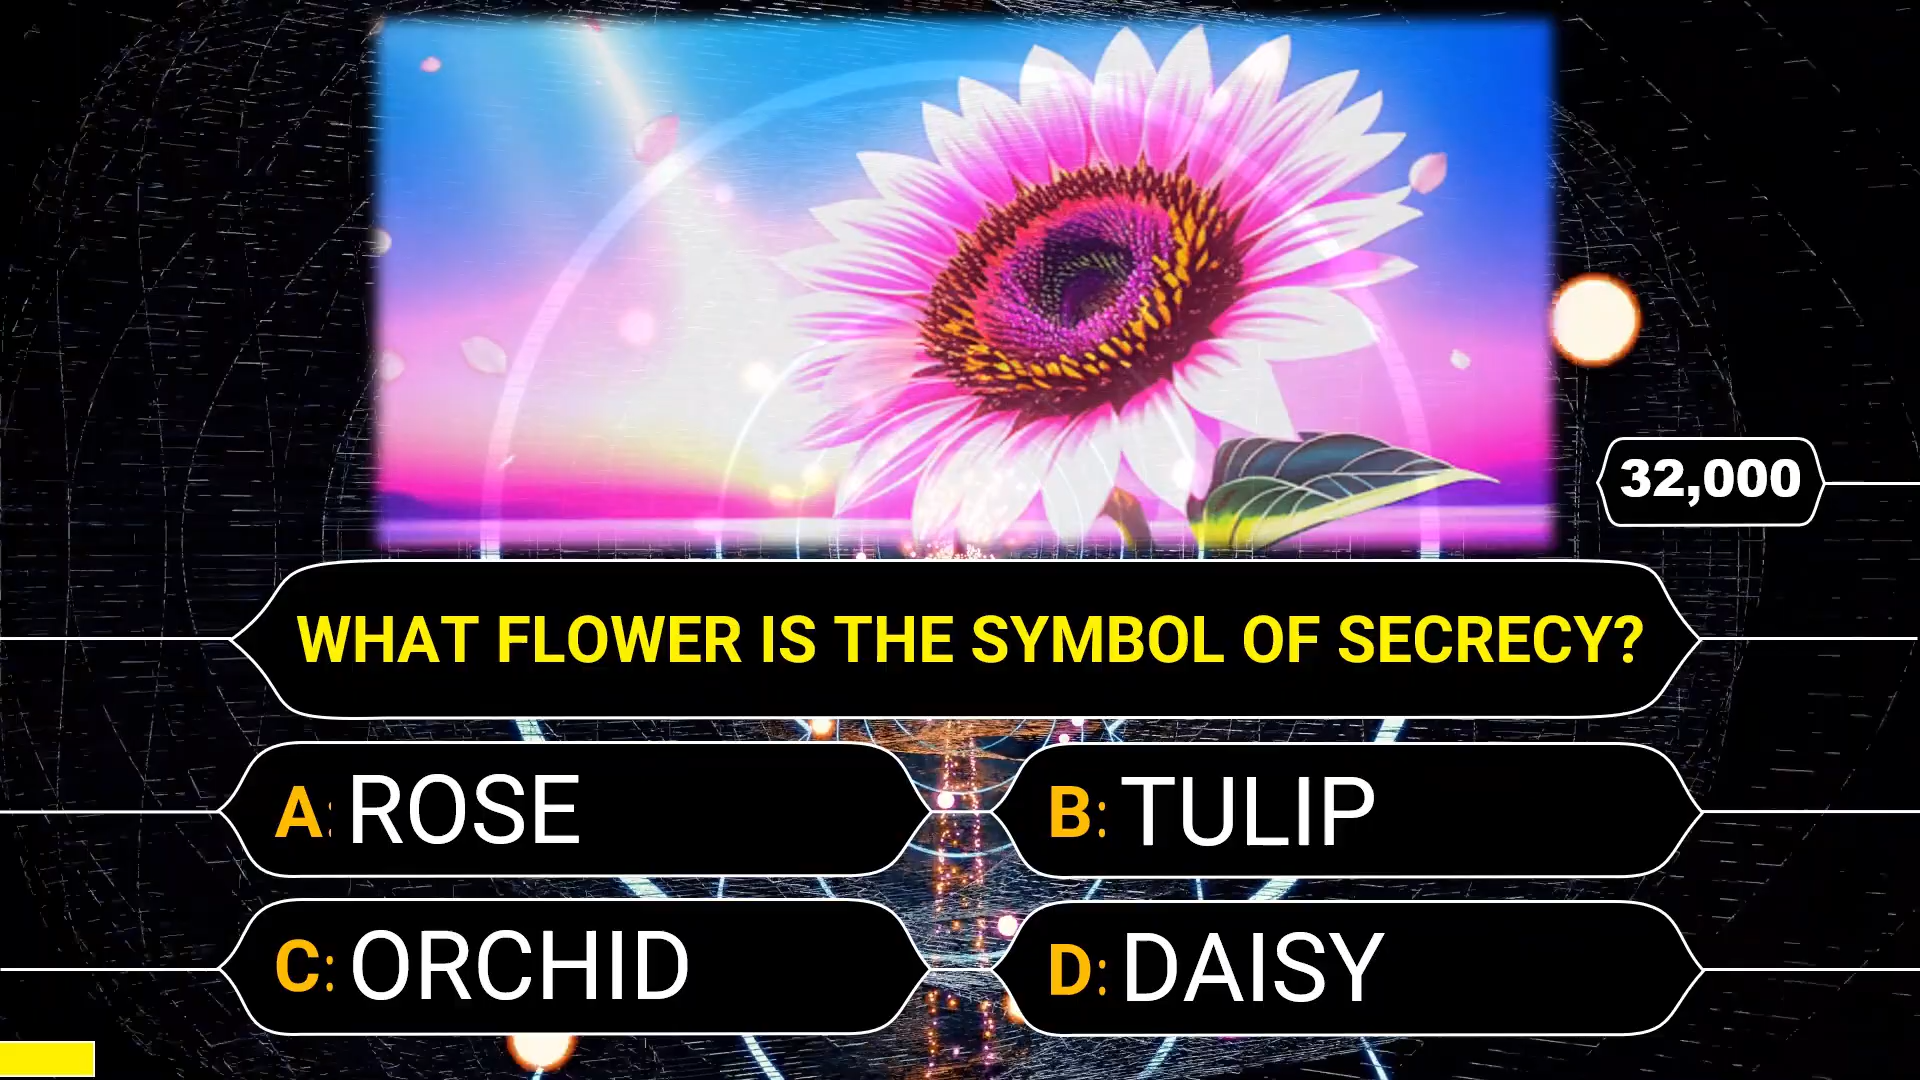 32,000
WHAT FLOWER IS THE SYMBOL OF SECRECY?
A: ROSE
B: TULIP
C: ORCHID
D: DAISY